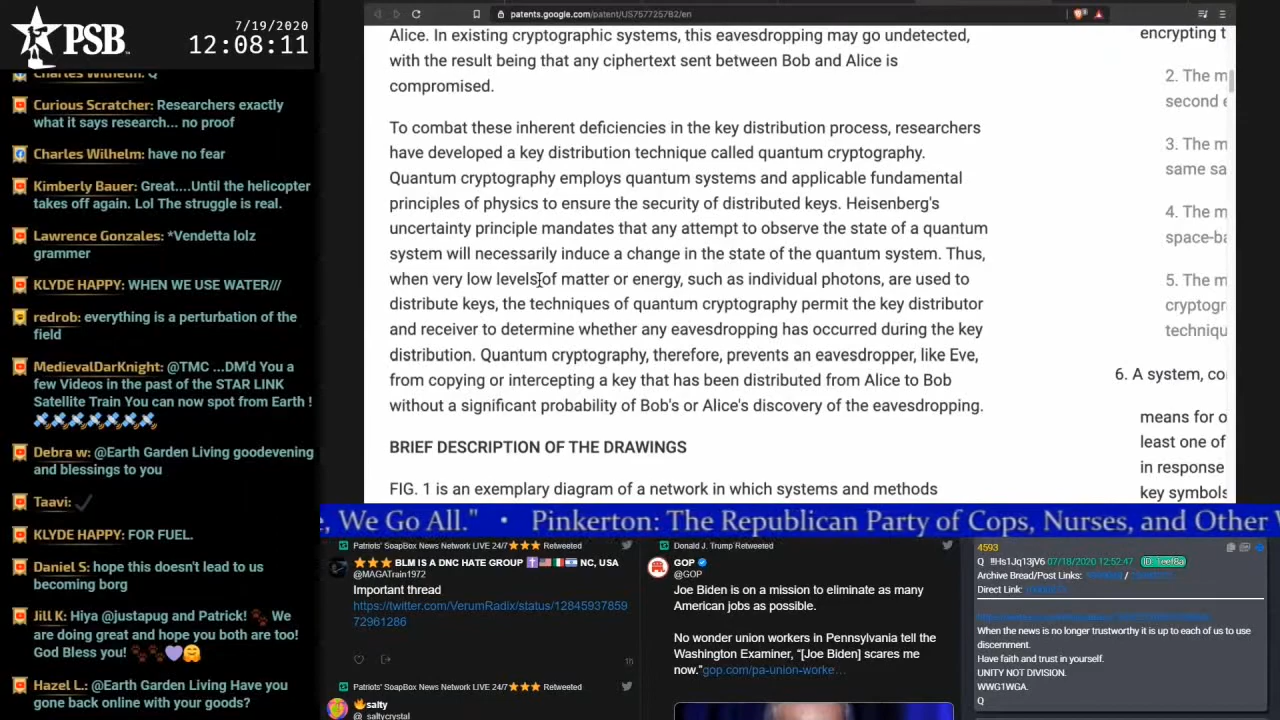 PSB
7/19/2020
12:08:11
Charles Wilhelm: Q
Curious Scratcher: Researchers exactly
what it says research... no proof
Charles Wilhelm: have no fear
Kimberly Bauer: Great....Until the helicopter
takes off again. Lol The struggle is real.
Lawrence Gonzales: *Vendetta lolz
grammer
KLYDE HAPPY: WHEN WE USE WATER///
redrob: everything is a perturbation of the
field
MedievalDarKnight: @TMC ...DM'd You a
few Videos in the past of the STAR LINK
Satellite Train You can now spot from Earth !
Debra w: @Earth Garden Living goodevening
and blessings to you
Taavi:
KLYDE HAPPY: FOR FUEL.
Daniel S: hope this doesn't lead to us
becoming borg
Jill K: Hiya @justapug and Patrick! 🐾 We
are doing great and hope you both are too!
God Bless you! 🐾🐾💜🤗
Hazel L.: @Earth Garden Living Have you
gone back online with your goods?
patents.google.com/patent/US7577257B2/en
Alice. In existing cryptographic systems, this eavesdropping may go undetected,
with the result being that any ciphertext sent between Bob and Alice is
compromised.
To combat these inherent deficiencies in the key distribution process, researchers
have developed a key distribution technique called quantum cryptography.
Quantum cryptography employs quantum systems and applicable fundamental
principles of physics to ensure the security of distributed keys. Heisenberg's
uncertainty principle mandates that any attempt to observe the state of a quantum
system will necessarily induce a change in the state of the quantum system. Thus,
when very low levels of matter or energy, such as individual photons, are used to
distribute keys, the techniques of quantum cryptography permit the key distributor
and receiver to determine whether any eavesdropping has occurred during the key
distribution. Quantum cryptography, therefore, prevents an eavesdropper, like Eve,
from copying or intercepting a key that has been distributed from Alice to Bob
without a significant probability of Bob's or Alice's discovery of the eavesdropping.
BRIEF DESCRIPTION OF THE DRAWINGS
FIG. 1 is an exemplary diagram of a network in which systems and methods
encrypting t
2. The m
second e
3. The m
same sa
4. The m
space-ba
5. The m
cryptogr
techniqu
6. A system, co
means for o
least one of
in response
key symbols
, We Go All." • Pinkerton: The Republican Party of Cops, Nurses, and Other
Patriots' SoapBox News Network LIVE 24/7⭐⭐⭐ Retweeted
⭐⭐⭐ BLM IS A DNC HATE GROUP NC, USA
@MAGATrain1972
Important thread
https://twitter.com/VerumRadix/status/12845937859
72961286
Patriots' SoapBox News Network LIVE 24/7⭐⭐⭐ Retweeted
salty
@_saltycrystal
Donald J. Trump Retweeted
GOP
@GOP
Joe Biden is on a mission to eliminate as many
American jobs as possible.
No wonder union workers in Pennsylvania tell the
Washington Examiner, "[Joe Biden] scares me
now."gop.com/pa-union-worke…
4593
Q !!Hs1Jq13jV6 07/18/2020 12:52:47 ID: 1eef8a
Archive Bread/Post Links: /
Direct Link:
When the news is no longer trustworthy it is up to each of us to use
discernment.
Have faith and trust in yourself.
UNITY NOT DIVISION.
WWG1WGA.
Q